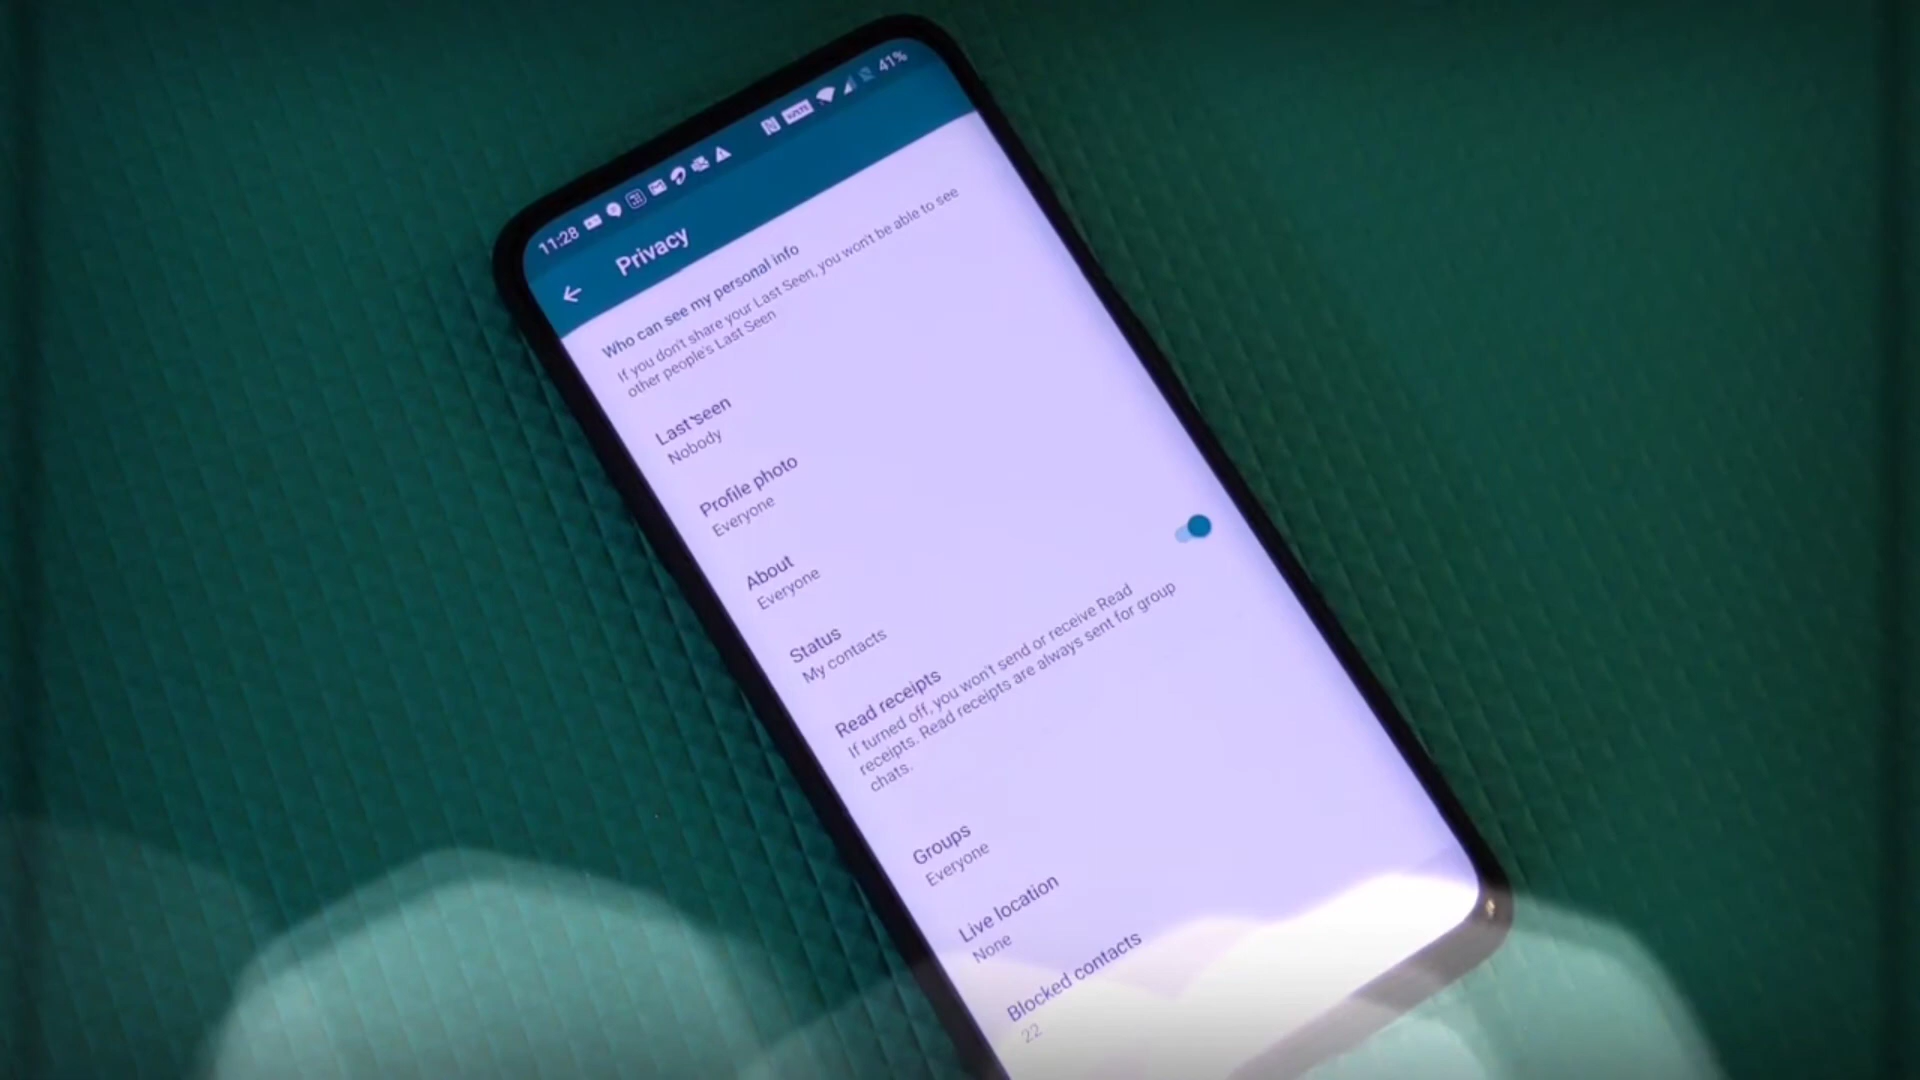 11:28
41%
Privacy
Who can see my personal info
If you don't share your Last Seen, you won't be able to see
other people's Last Seen
Last seen
Nobody
Profile photo
Everyone
About
Everyone
Status
My contacts
Read receipts
If turned off, you won't send or receive Read
receipts. Read receipts are always sent for group
chats.
Groups
Everyone
Live location
None
Blocked contacts
22